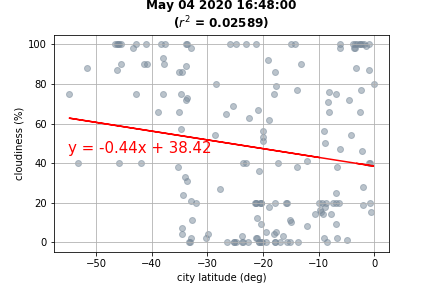 May 04 2020 16:48:00
(r² = 0.02589)
100
80
60
40
20
0
cloudiness (%)
y = -0.44x + 38.42
−50 −40 −30 −20 −10 0
city latitude (deg)